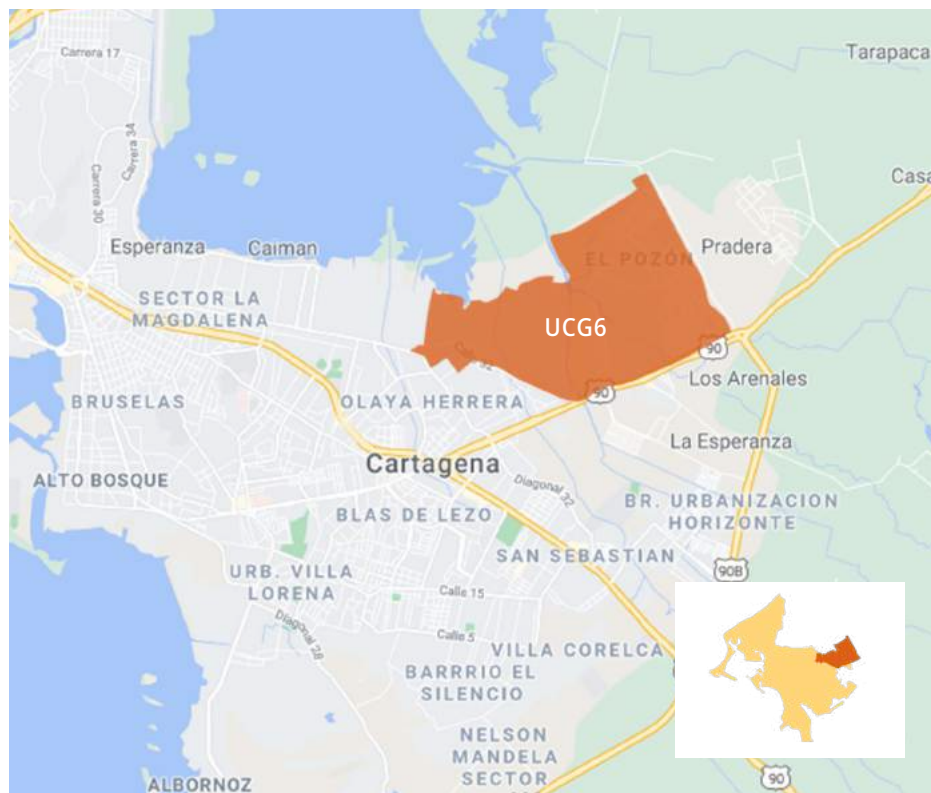 Carrera 17
Tarapaca
Carrera 34
Carrera 30
Casa
Esperanza
Caiman
Pradera
EL POZÓN
SECTOR LA
MAGDALENA
UCG6
90
90
Los Arenales
BRUSELAS
OLAYA HERRERA
La Esperanza
Cartagena
ALTO BOSQUE
Diagonal 32
BR. URBANIZACION
HORIZONTE
BLAS DE LEZO
SAN SEBASTIAN
90B
URB. VILLA
LORENA
Calle 15
Diagonal 28
Calle 5
VILLA CORELCA
BARRRIO EL
SILENCIO
NELSON
MANDELA
SECTOR
90
ALBORNOZ